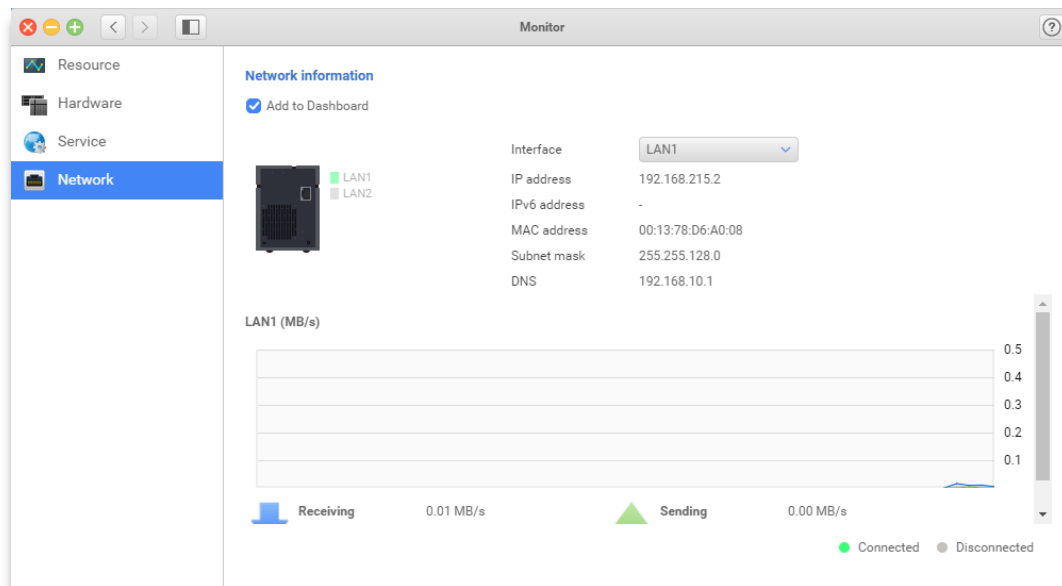 Monitor
?
Resource
Hardware
Service
Network
Network information
Add to Dashboard
LAN1
LAN2
Interface LAN1
IP address 192.168.215.2
IPv6 address -
MAC address 00:13:78:D6:A0:08
Subnet mask 255.255.128.0
DNS 192.168.10.1
LAN1 (MB/s)
0.5
0.4
0.3
0.2
0.1
Receiving 0.01 MB/s Sending 0.00 MB/s
Connected Disconnected